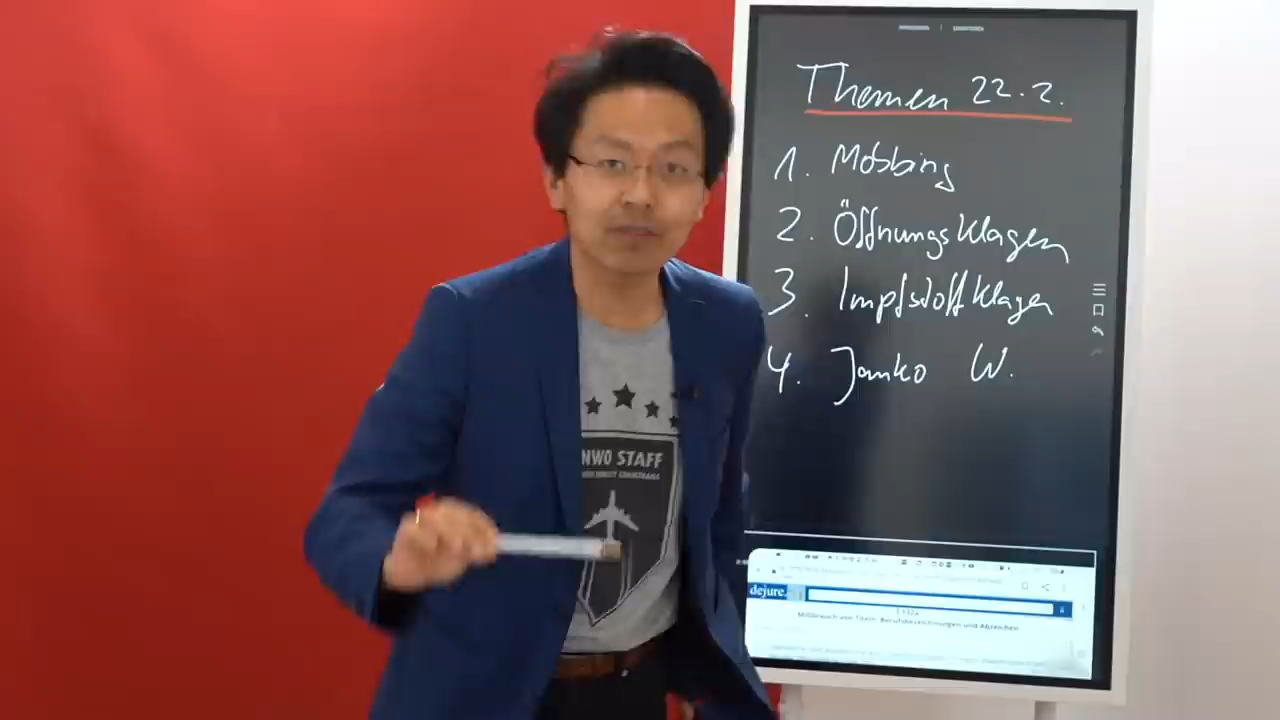 Themen 22.2.
1. Mobbing
2. Öffnungsklagen
3. Impfstoffklagen
4. Janko W.
NWO STAFF
dejure.
Missbrauch von Titeln, Berufsbezeichnungen und Abzeichen